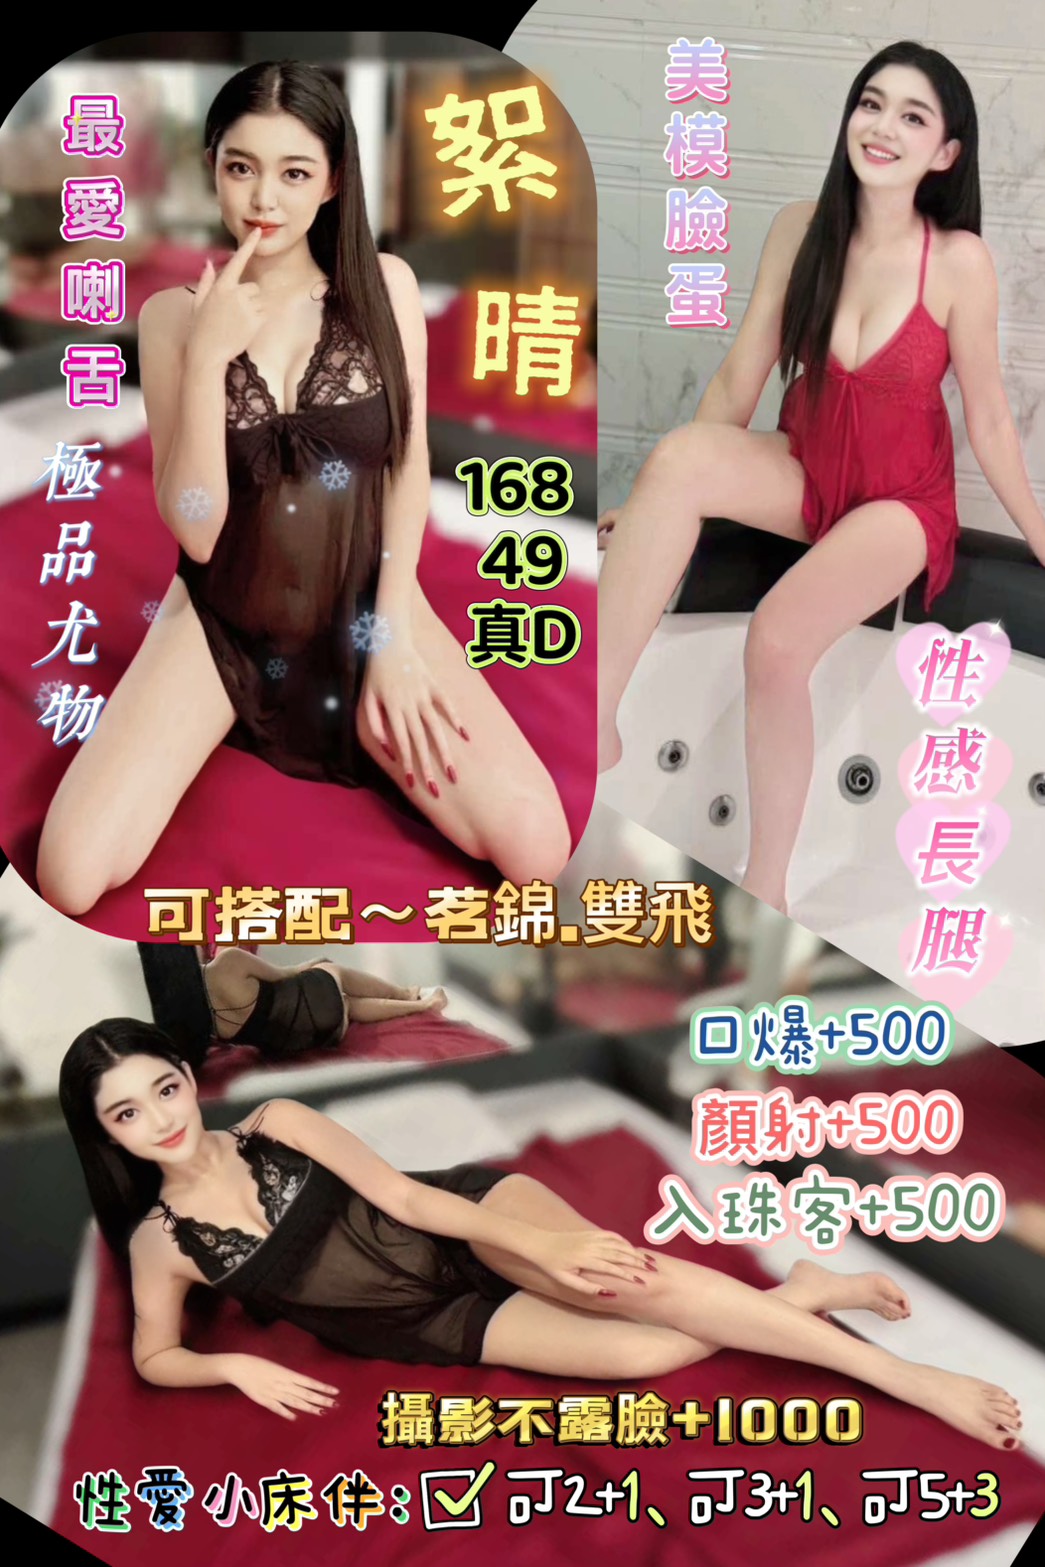 最愛喇舌
極品尤物
絮晴
168
49
真D
美模臉蛋
性感長腿
可搭配～茗錦.雙飛
口爆+500
顏射+500
入珠客+500
攝影不露臉+1000
性愛小床伴:☑可2+1、可3+1、可5+3